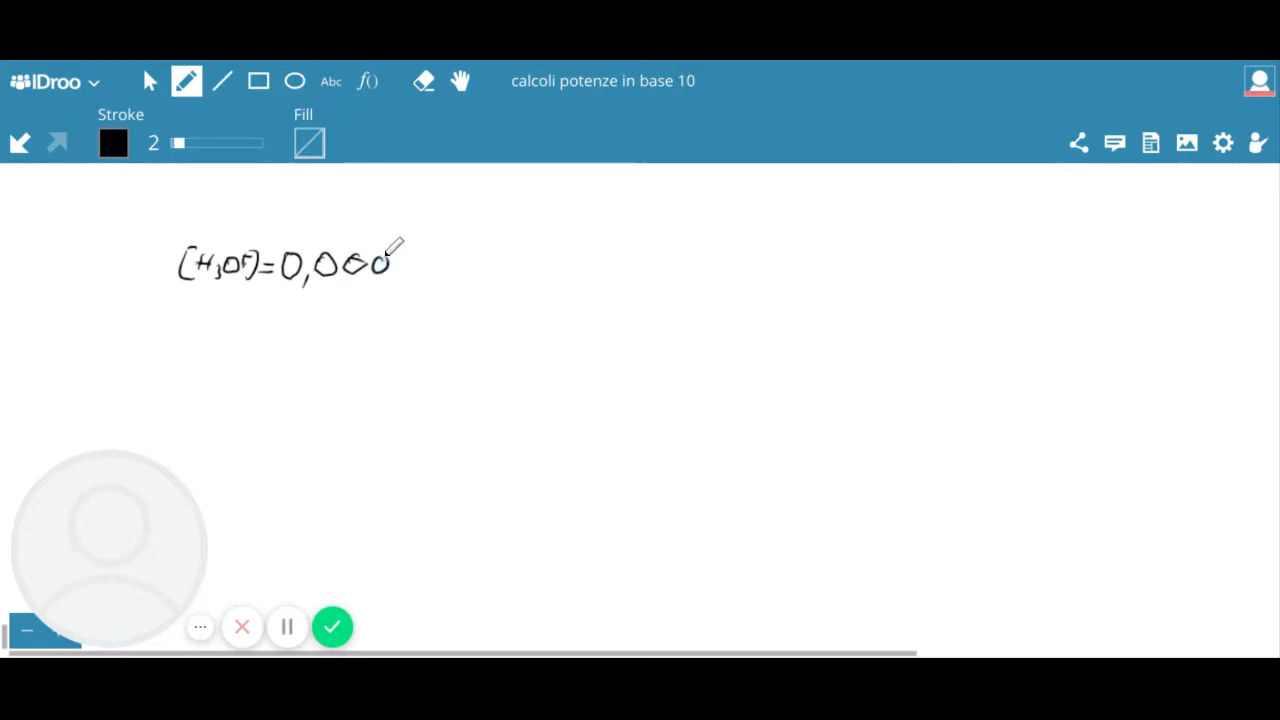 IDroo
Abc
f()
calcoli potenze in base 10
Stroke
Fill
2
[H₃O⁺]=0,000